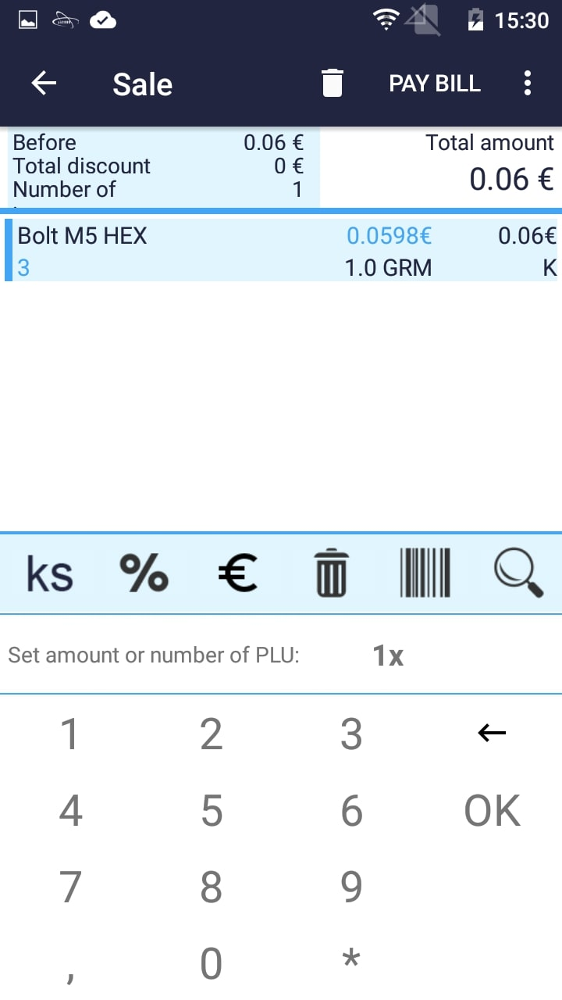 15:30
Sale PAY BILL
Before 0.06 € Total amount
Total discount 0 € 0.06 €
Number of 1
Bolt M5 HEX 0.0598€ 0.06€
3 1.0 GRM K
ks % €
Set amount or number of PLU: 1x
1 2 3 ←
4 5 6 OK
7 8 9
, 0 *